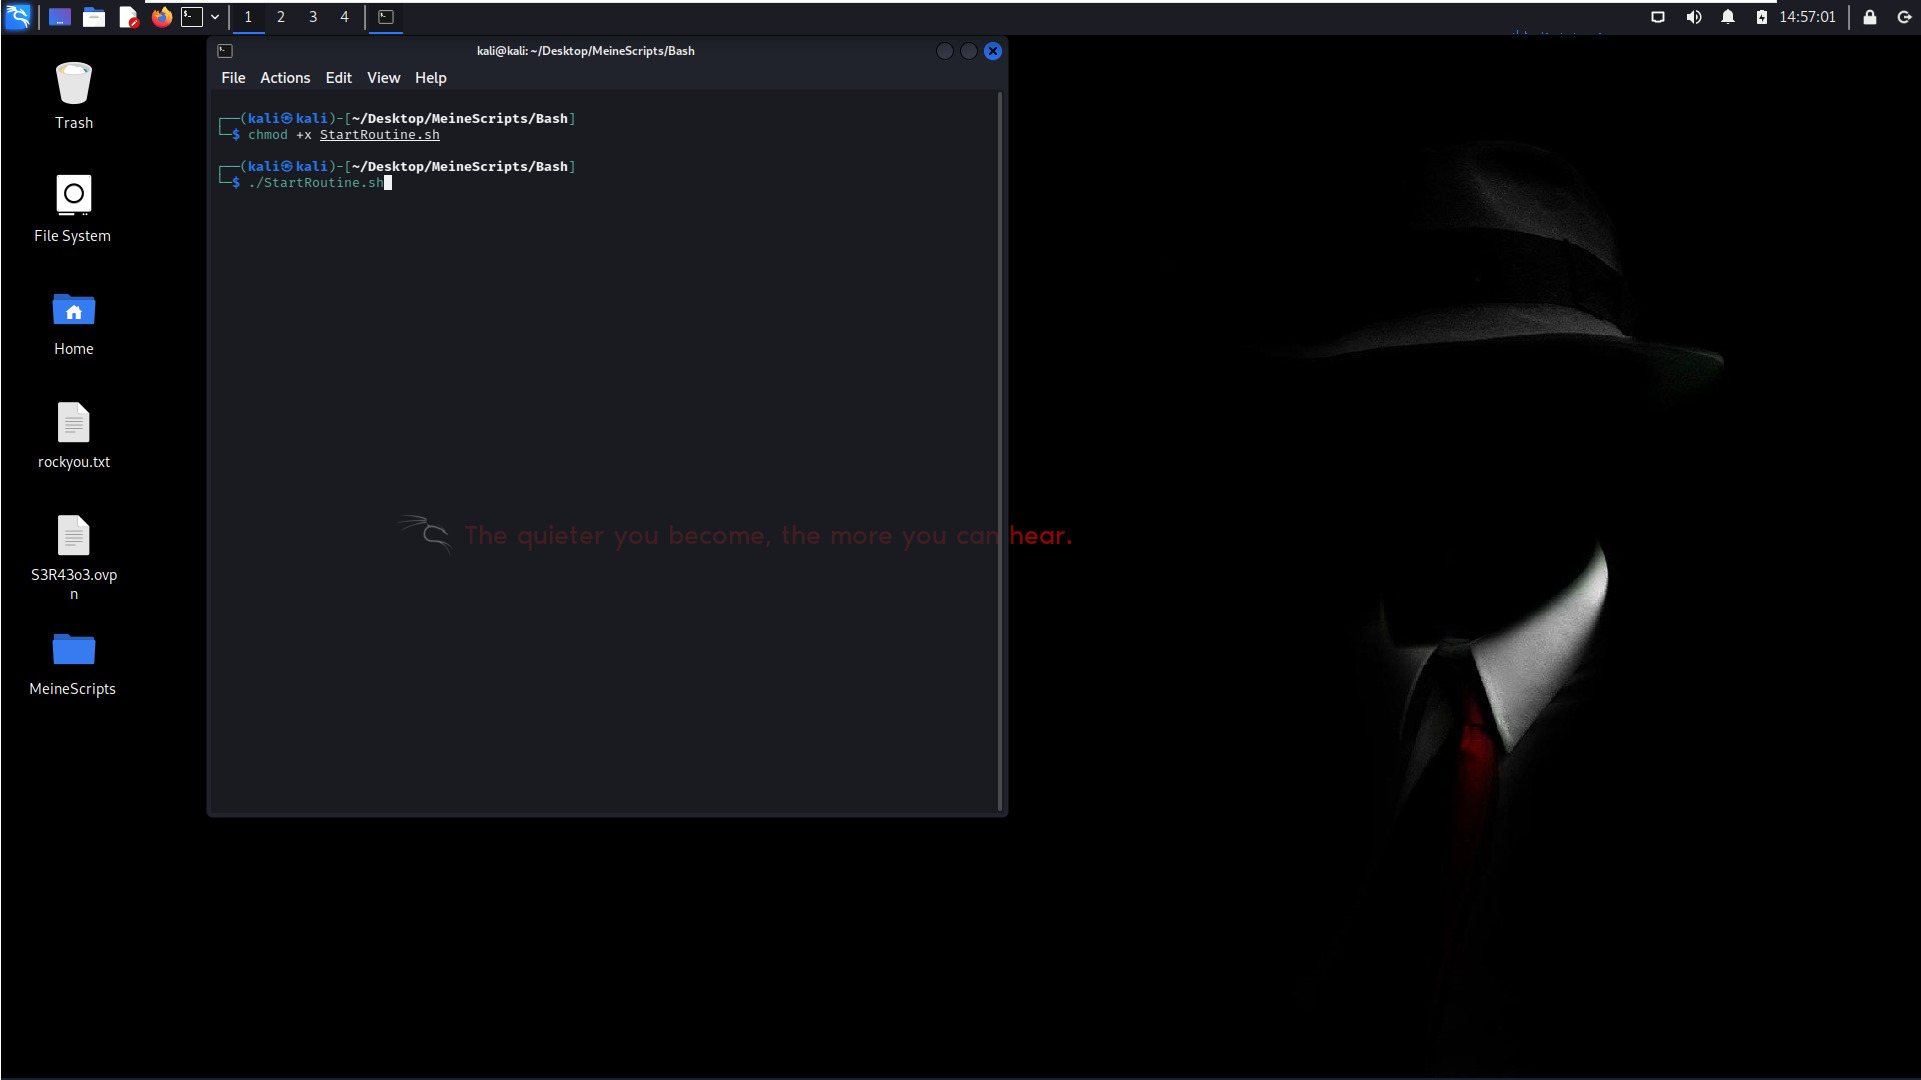 1 2 3 4
14:57:01
kali@kali: ~/Desktop/MeineScripts/Bash
File Actions Edit View Help
┌──(kali㉿kali)-[~/Desktop/MeineScripts/Bash]
└─$ chmod +x StartRoutine.sh
┌──(kali㉿kali)-[~/Desktop/MeineScripts/Bash]
└─$ ./StartRoutine.sh
Trash
File System
Home
rockyou.txt
S3R43o3.ovp
n
MeineScripts
The quieter you become, the more you can hear.